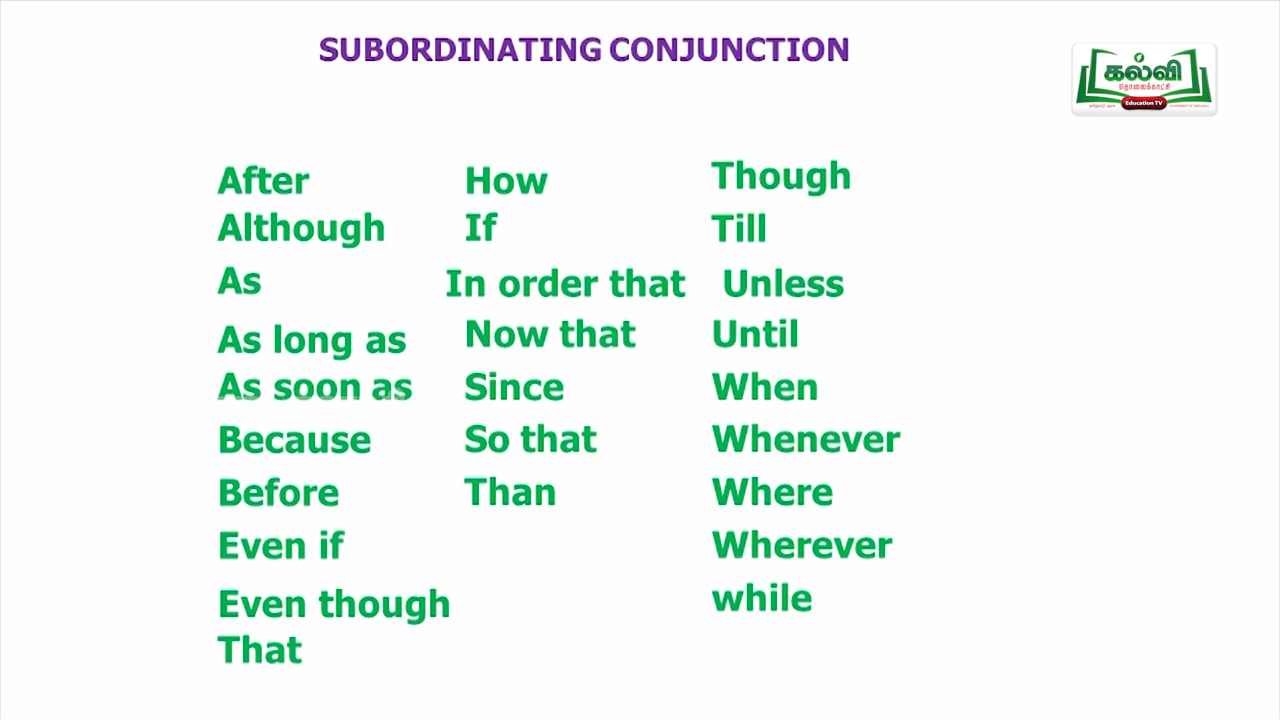 SUBORDINATING CONJUNCTION
கல்வி
தொலைக்காட்சி
Education TV
After
Although
As
As long as
As soon as
Because
Before
Even if
Even though
That
How
If
In order that
Now that
Since
So that
Than
Though
Till
Unless
Until
When
Whenever
Where
Wherever
while